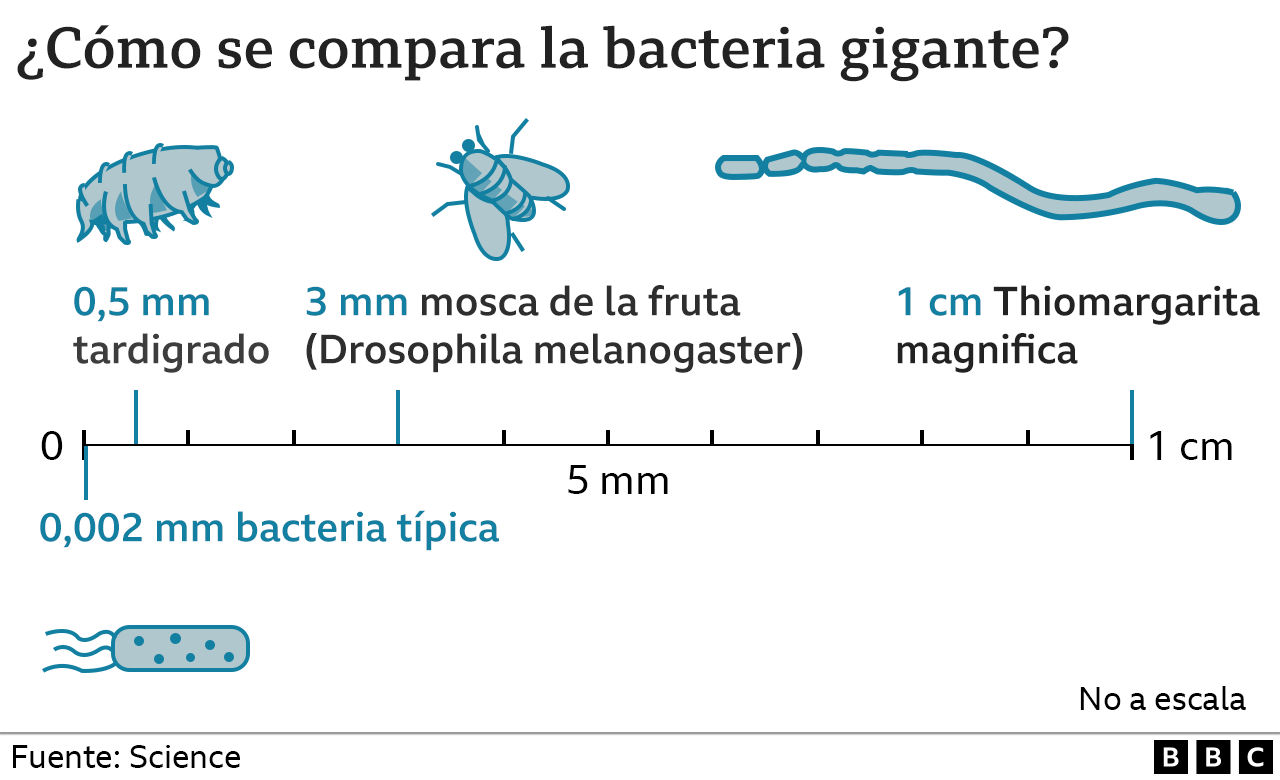 ¿Cómo se compara la bacteria gigante?
0,5 mm
tardigrado
3 mm mosca de la fruta
(Drosophila melanogaster)
1 cm Thiomargarita
magnifica
0
1 cm
5 mm
0,002 mm bacteria típica
No a escala
Fuente: Science
BBC